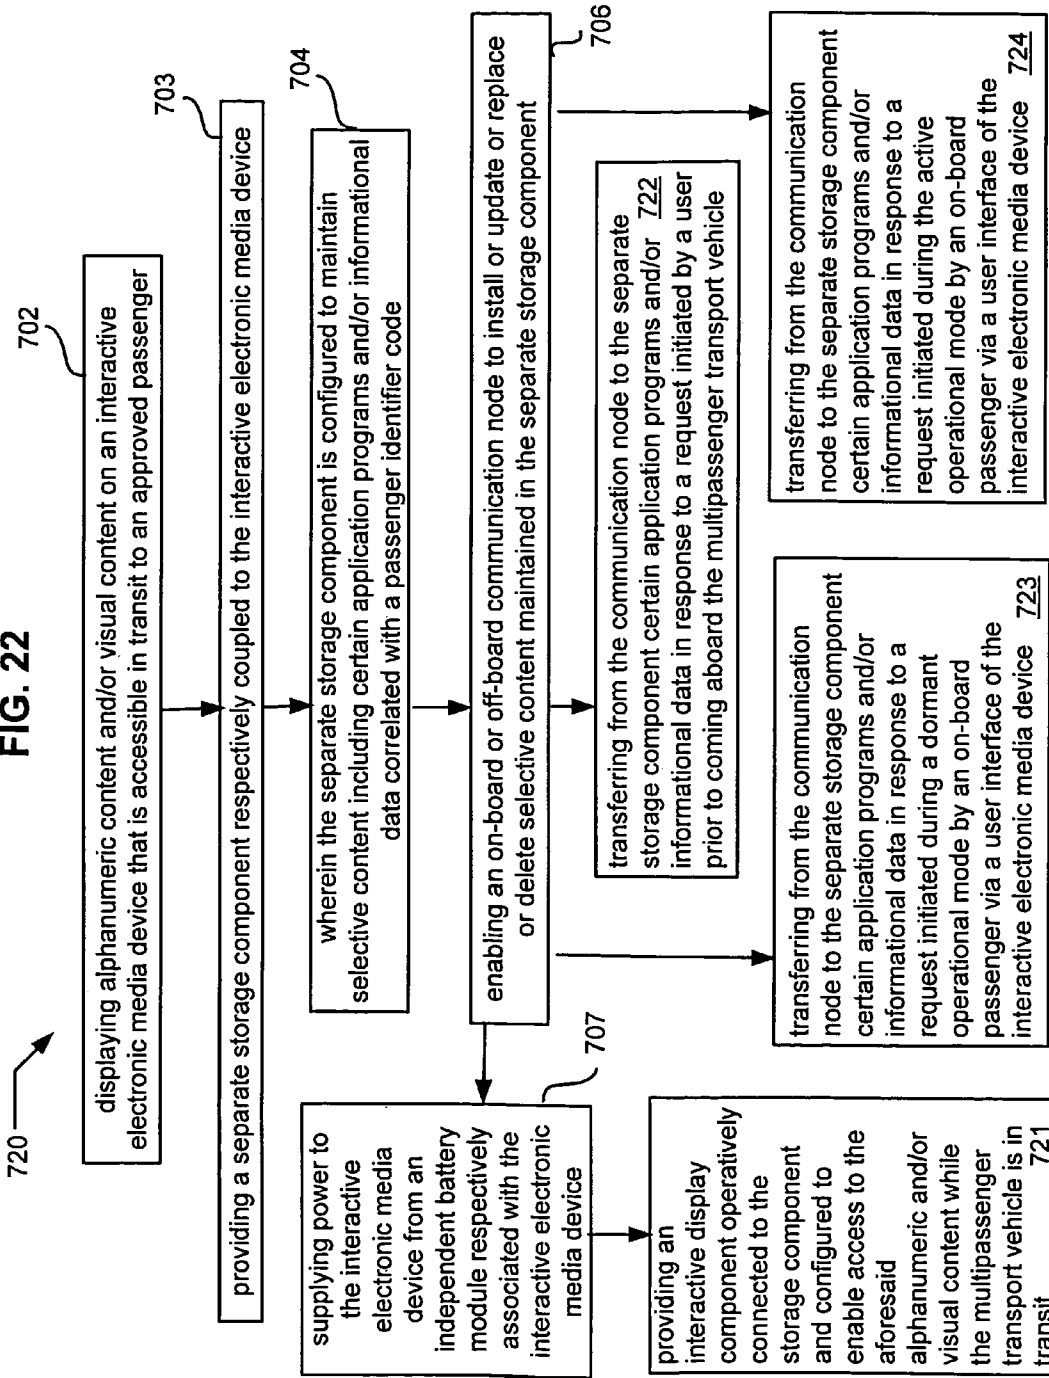 FIG. 22
720
702
displaying alphanumeric content and/or visual content on an interactive
electronic media device that is accessible in transit to an approved passenger
703
providing a separate storage component respectively coupled to the interactive electronic media device
704
wherein the separate storage component is configured to maintain
selective content including certain application programs and/or informational
data correlated with a passenger identifier code
706
enabling an on-board or off-board communication node to install or update or replace
or delete selective content maintained in the separate storage component
707
supplying power to
the interactive
electronic media
device from an
independent battery
module respectively
associated with the
interactive electronic
media device
transferring from the communication node to the separate
storage component certain application programs and/or
informational data in response to a request initiated by a user 722
prior to coming aboard the multipassenger transport vehicle
providing an
interactive display
component operatively
connected to the
storage component
and configured to
enable access to the
aforesaid
alphanumeric and/or
visual content while
the multipassenger
transport vehicle is in
transit 721
transferring from the communication
node to the separate storage component
certain application programs and/or
informational data in response to a
request initiated during a dormant
operational mode by an on-board
passenger via a user interface of the
interactive electronic media device 723
transferring from the communication
node to the separate storage component
certain application programs and/or
informational data in response to a
request initiated during the active
operational mode by an on-board
passenger via a user interface of the
interactive electronic media device 724